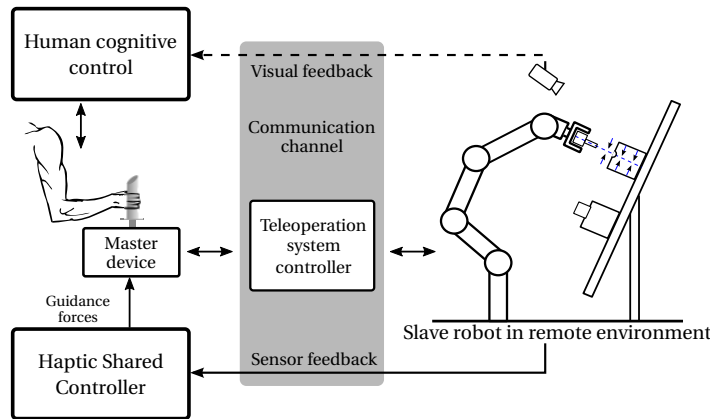 Human cognitive
control
Visual feedback
Communication
channel
Teleoperation
system
controller
Master
device
Guidance
forces
Slave robot in remote environment
Haptic Shared
Controller
Sensor feedback